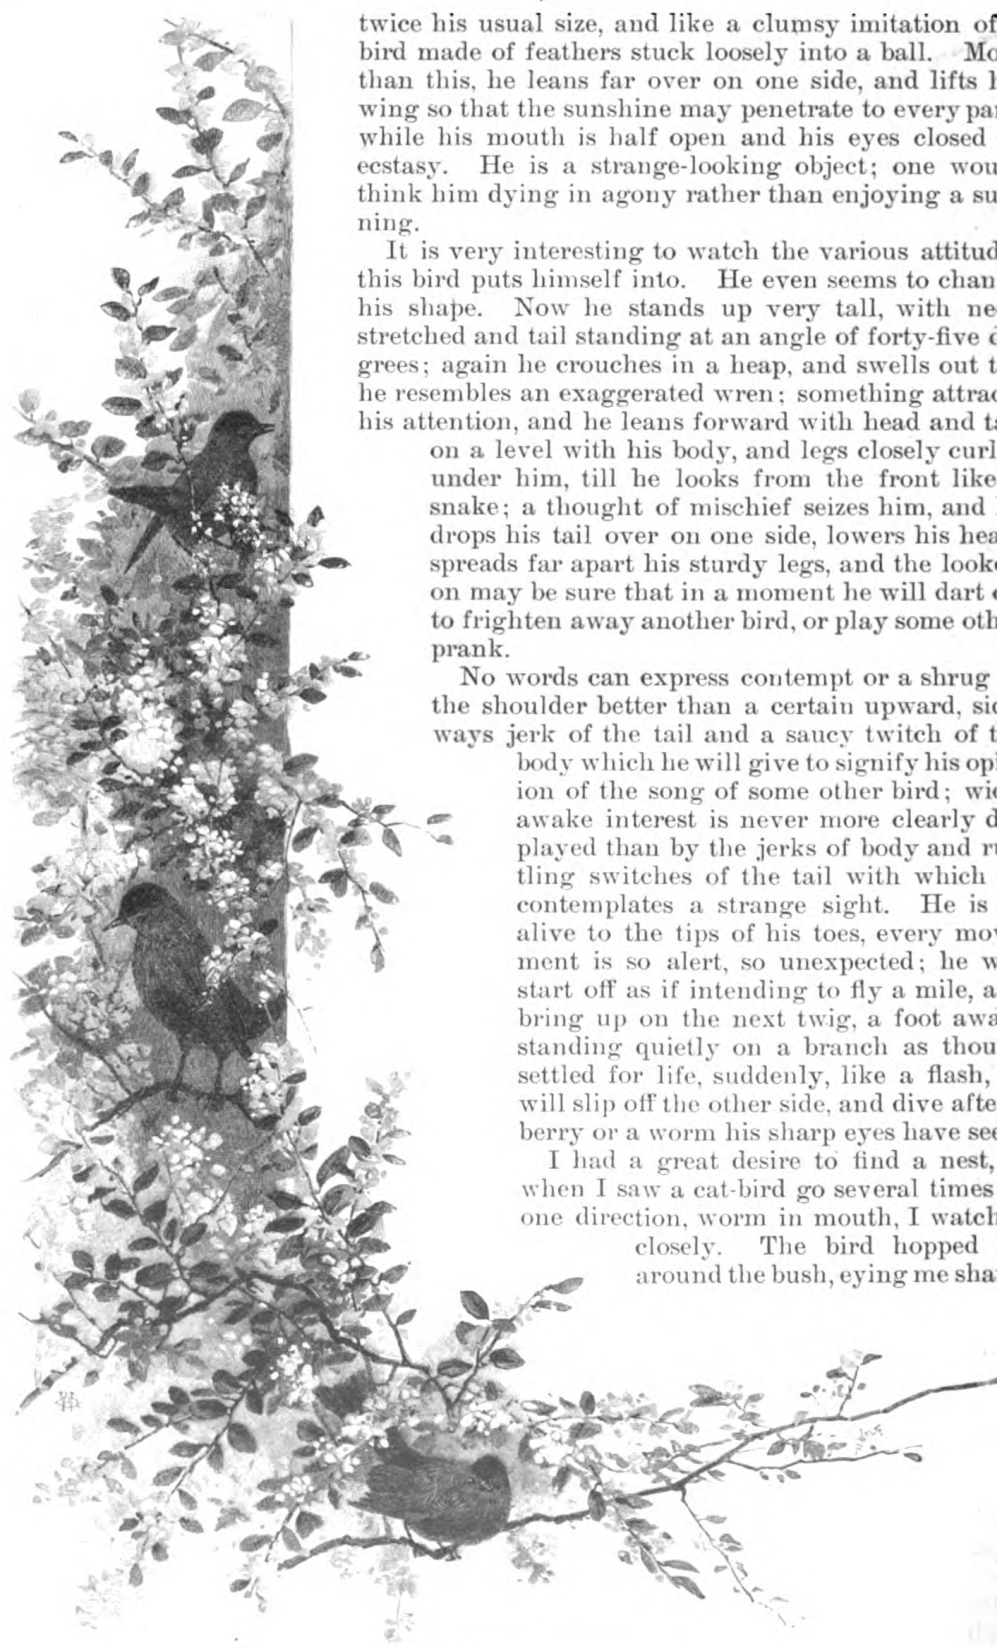 twice his usual size, and like a clumsy imitation of
bird made of feathers stuck loosely into a ball. Mo
than this, he leans far over on one side, and lifts h
wing so that the sunshine may penetrate to every par
while his mouth is half open and his eyes closed
ecstasy. He is a strange-looking object; one wou
think him dying in agony rather than enjoying a su
ning.
It is very interesting to watch the various attitud
this bird puts himself into. He even seems to chan
his shape. Now he stands up very tall, with ne
stretched and tail standing at an angle of forty-five d
grees; again he crouches in a heap, and swells out t
he resembles an exaggerated wren; something attrac
his attention, and he leans forward with head and ta
on a level with his body, and legs closely curl
under him, till he looks from the front like
snake; a thought of mischief seizes him, and
drops his tail over on one side, lowers his hea
spreads far apart his sturdy legs, and the looke
on may be sure that in a moment he will dart o
to frighten away another bird, or play some oth
prank.
No words can express contempt or a shrug
the shoulder better than a certain upward, sid
ways jerk of the tail and a saucy twitch of t
body which he will give to signify his opi
ion of the song of some other bird; wid
awake interest is never more clearly d
played than by the jerks of body and ru
tling switches of the tail with which
contemplates a strange sight. He is
alive to the tips of his toes, every mov
ment is so alert, so unexpected; he w
start off as if intending to fly a mile, a
bring up on the next twig, a foot awa
standing quietly on a branch as thou
settled for life, suddenly, like a flash,
will slip off the other side, and dive afte
berry or a worm his sharp eyes have see
I had a great desire to find a nest,
when I saw a cat-bird go several times
one direction, worm in mouth, I watch
closely. The bird hopped
around the bush, eying me sha